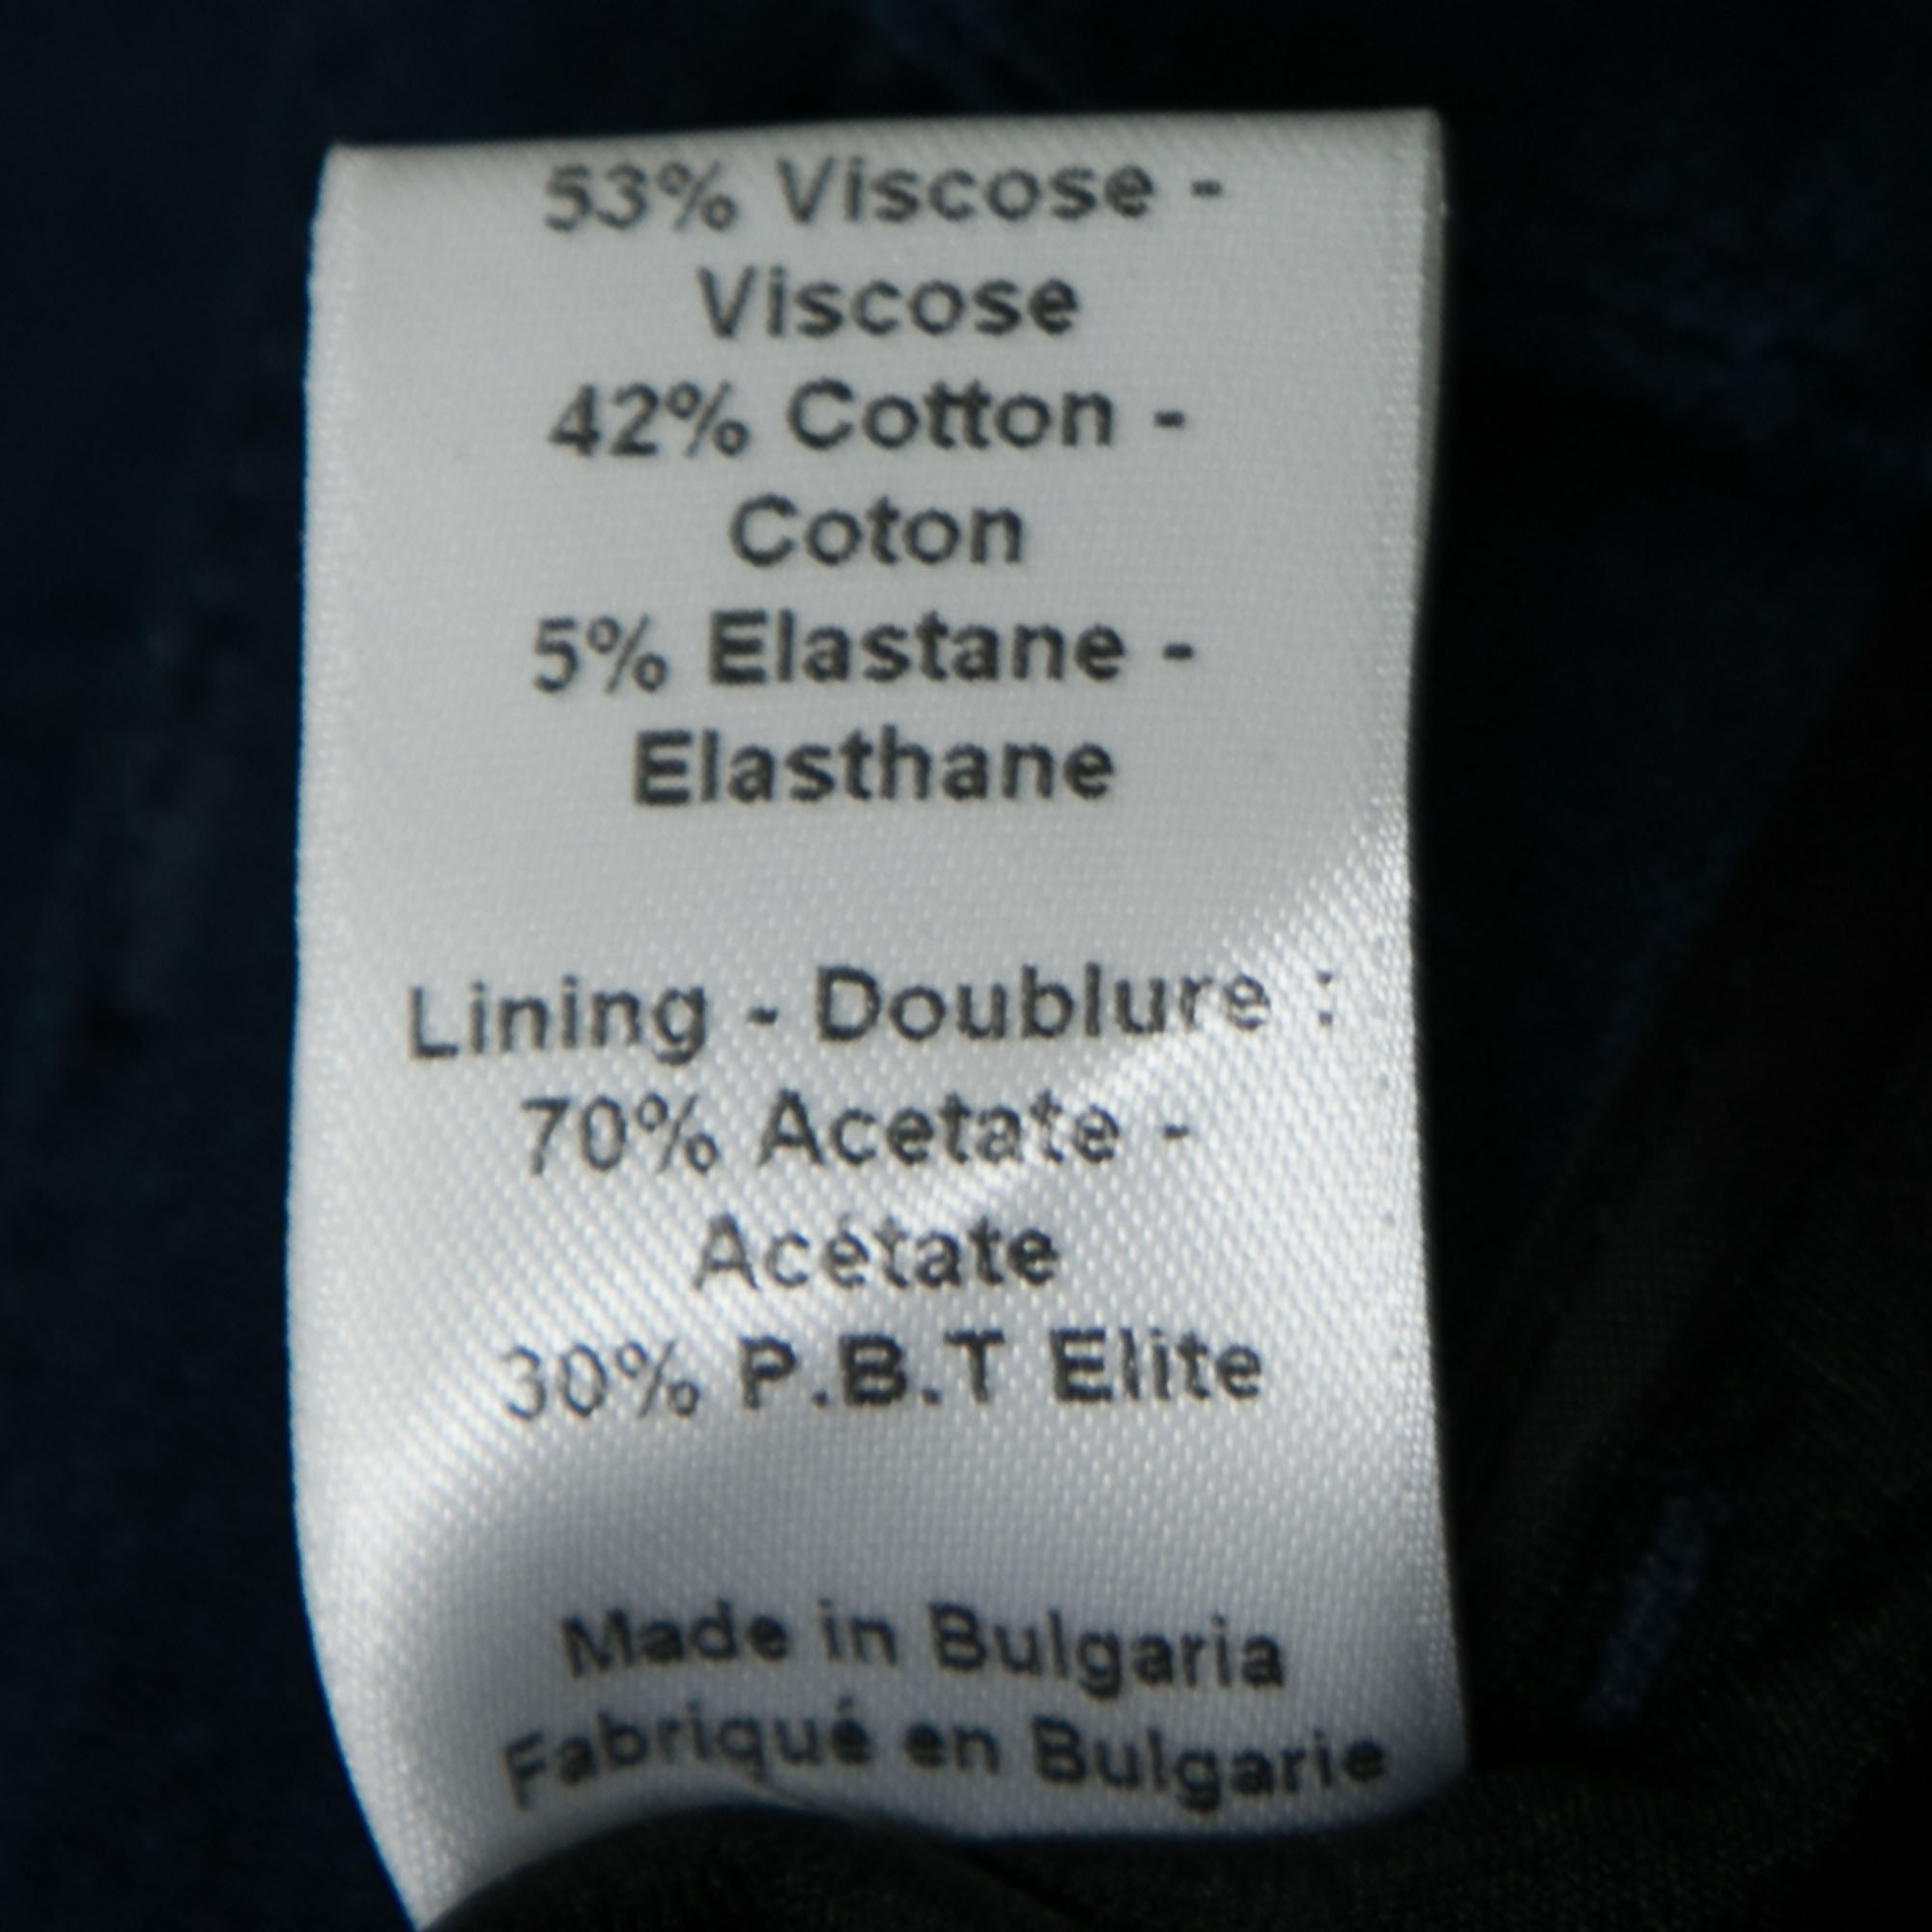 53% Viscose -
Viscose
42% Cotton -
Coton
5% Elastane -
Elasthane
Lining - Doublure :
70% Acetate -
Acétate
30% P.B.T Elite
Made in Bulgaria
Fabriqué en Bulgarie